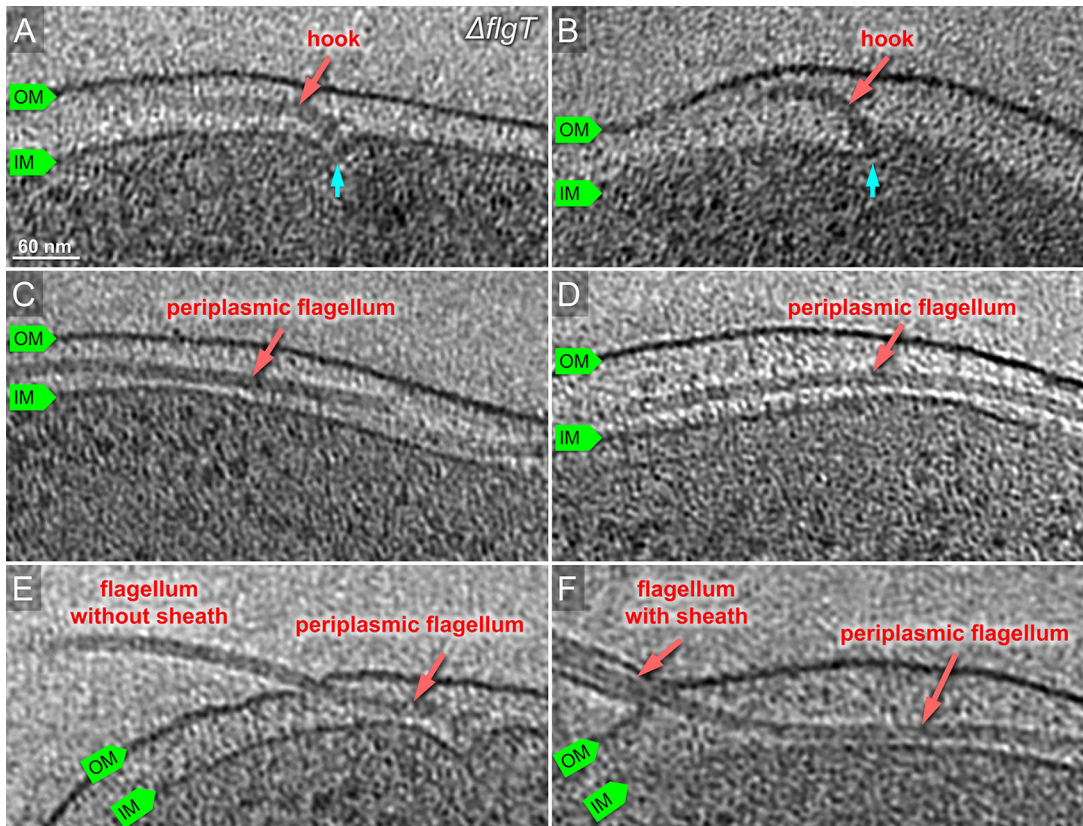 A
ΔflgT
hook
OM
IM
60 nm
B
hook
OM
IM
C
periplasmic flagellum
OM
IM
D
periplasmic flagellum
OM
IM
E
flagellum
without sheath
periplasmic flagellum
OM
IM
F
flagellum
with sheath
periplasmic flagellum
OM
IM